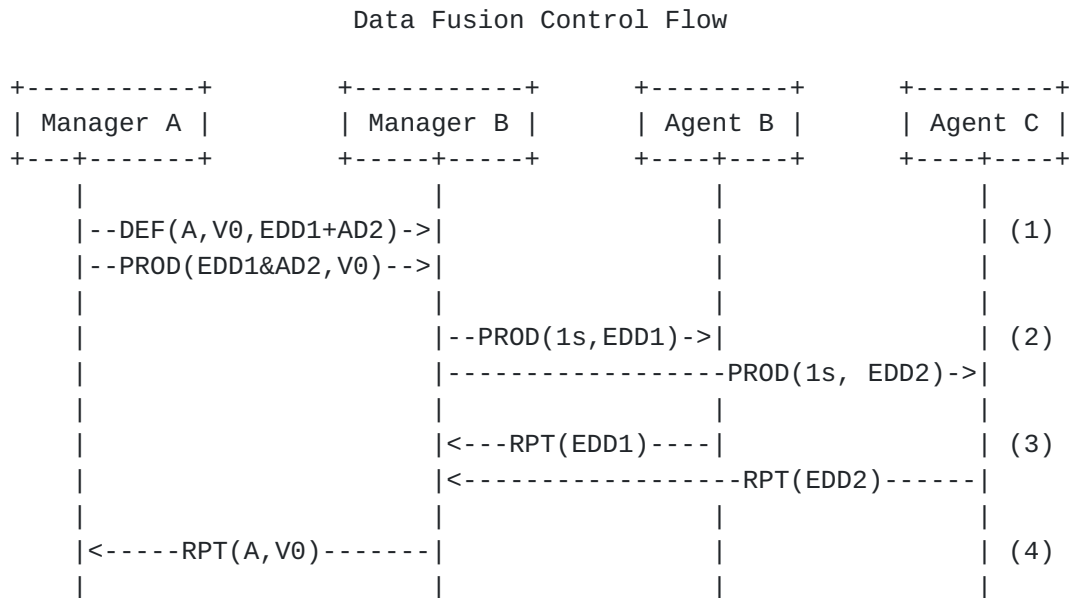 Data Fusion Control Flow
+-----------+       +-----------+     +---------+     +---------+
| Manager A |       | Manager B |     | Agent B |     | Agent C |
+---+-------+       +-----+-----+     +----+----+     +----+----+
    |                     |                |               |
    |--DEF(A,V0,EDD1+AD2)->|                |               | (1)
    |--PROD(EDD1&AD2,V0)-->|                |               |
    |                     |                |               |
    |                     |--PROD(1s,EDD1)->|               | (2)
    |                     |-----------------PROD(1s, EDD2)->|
    |                     |                |               |
    |                     |<---RPT(EDD1)----|               | (3)
    |                     |<------------------RPT(EDD2)------|
    |                     |                |               |
    |<-----RPT(A,V0)-------|                |               | (4)
    |                     |                |               |